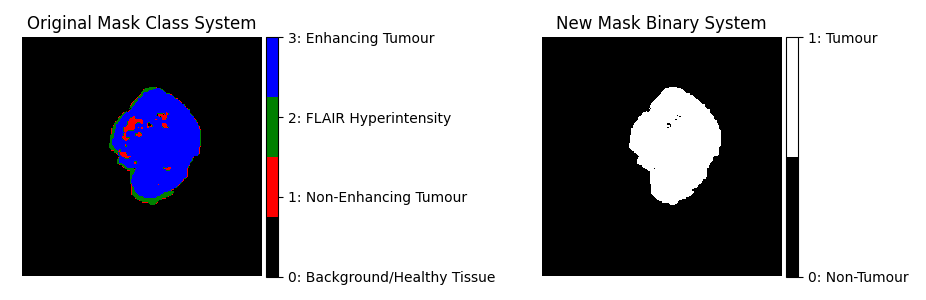 Original Mask Class System
3: Enhancing Tumour
2: FLAIR Hyperintensity
1: Non-Enhancing Tumour
0: Background/Healthy Tissue
New Mask Binary System
1: Tumour
0: Non-Tumour